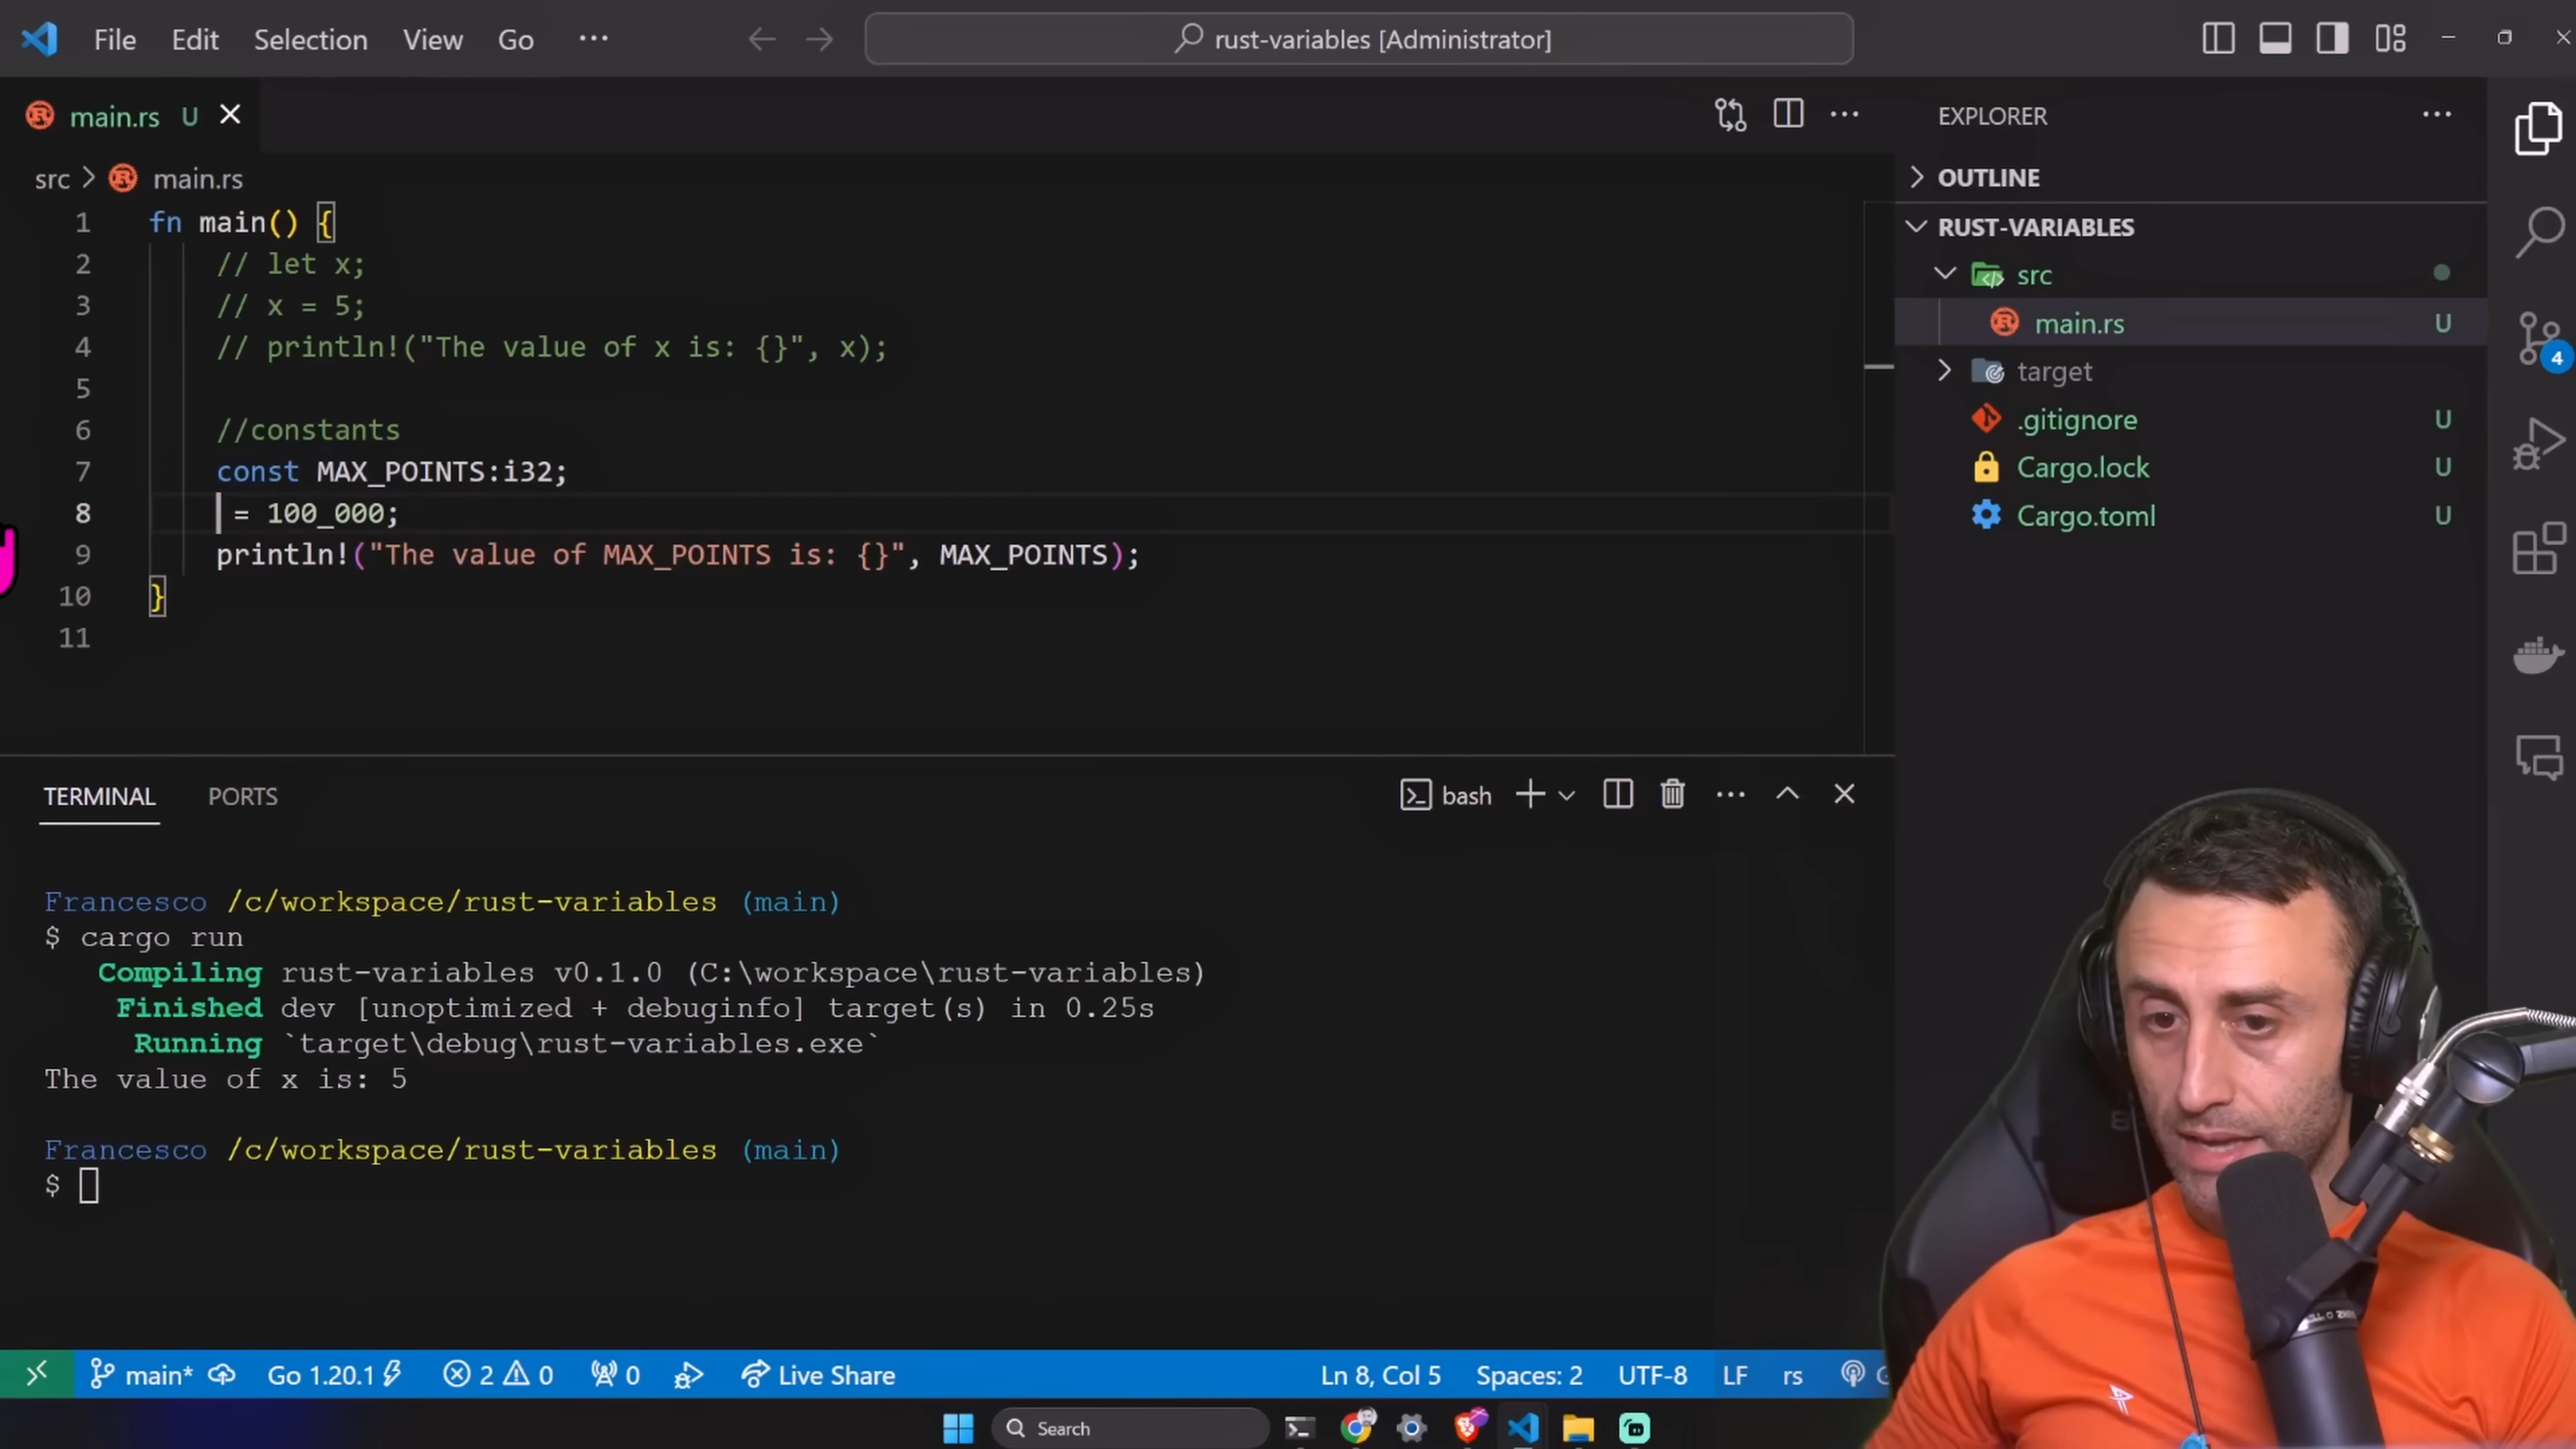 File Edit Selection View Go ... rust-variables [Administrator]
main.rs U
src > main.rs
1 fn main() {
2 // let x;
3 // x = 5;
4 // println!("The value of x is: {}", x);
5
6 //constants
7 const MAX_POINTS:i32;
8 = 100_000;
9 println!("The value of MAX_POINTS is: {}", MAX_POINTS);
10 }
11
EXPLORER
OUTLINE
RUST-VARIABLES
src
main.rs U
target
.gitignore U
Cargo.lock U
Cargo.toml U
4
TERMINAL PORTS bash
Francesco /c/workspace/rust-variables (main)
$ cargo run
Compiling rust-variables v0.1.0 (C:\workspace\rust-variables)
Finished dev [unoptimized + debuginfo] target(s) in 0.25s
Running `target\debug\rust-variables.exe`
The value of x is: 5
Francesco /c/workspace/rust-variables (main)
$
main* Go 1.20.1 2 0 0 Live Share Ln 8, Col 5 Spaces: 2 UTF-8 LF rs
Search